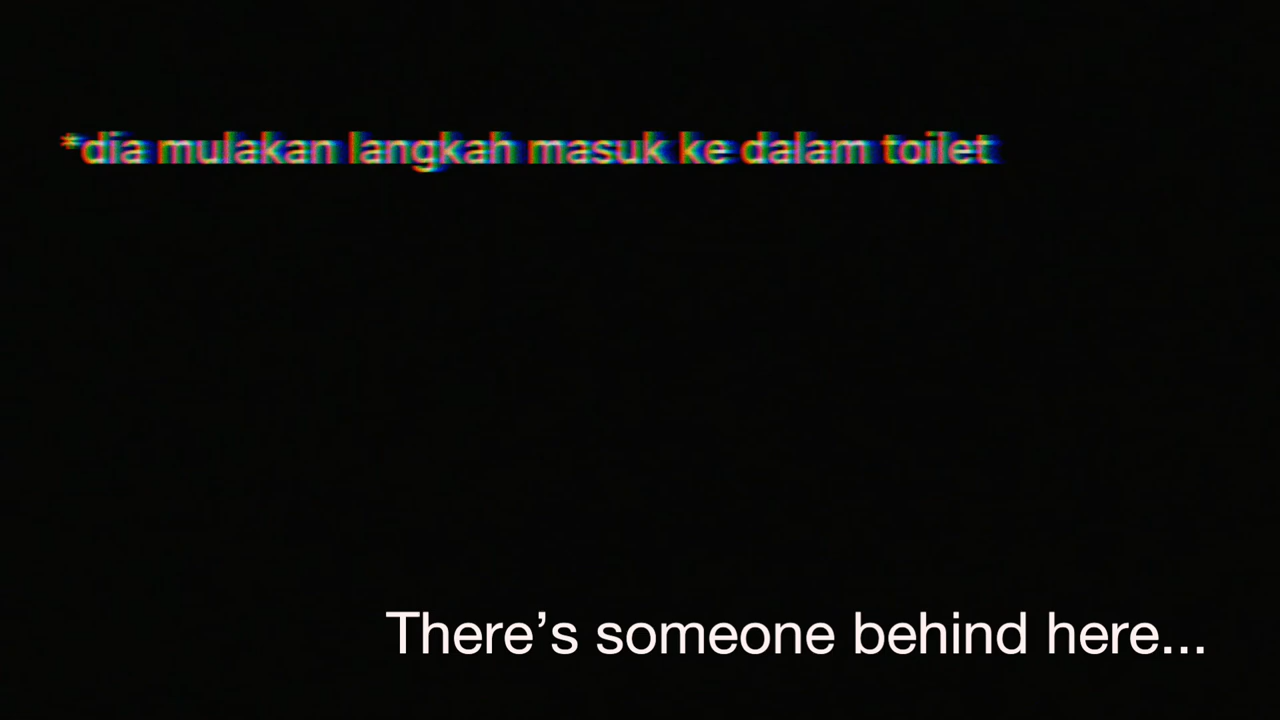 *dia mulakan langkah masuk ke dalam toilet
There's someone behind here...